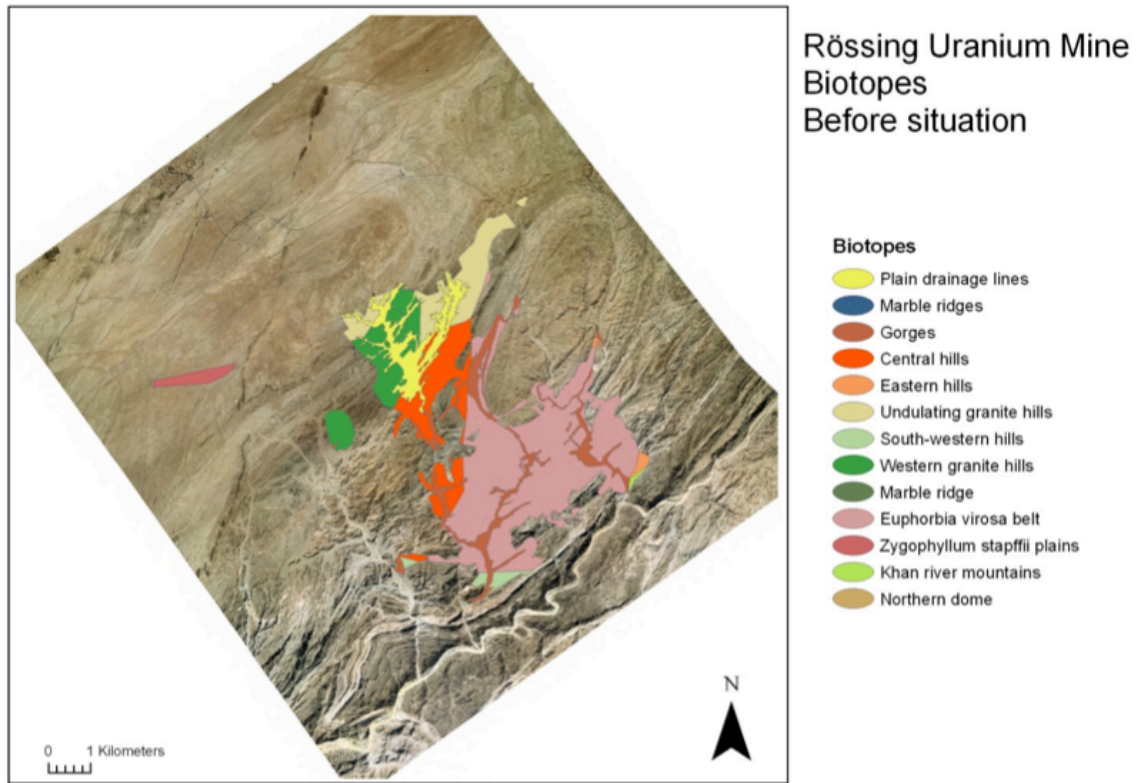 Rössing Uranium Mine
Biotopes
Before situation
Biotopes
Plain drainage lines
Marble ridges
Gorges
Central hills
Eastern hills
Undulating granite hills
South-western hills
Western granite hills
Marble ridge
Euphorbia virosa belt
Zygophyllum stapffii plains
Khan river mountains
Northern dome
N
0 1 Kilometers